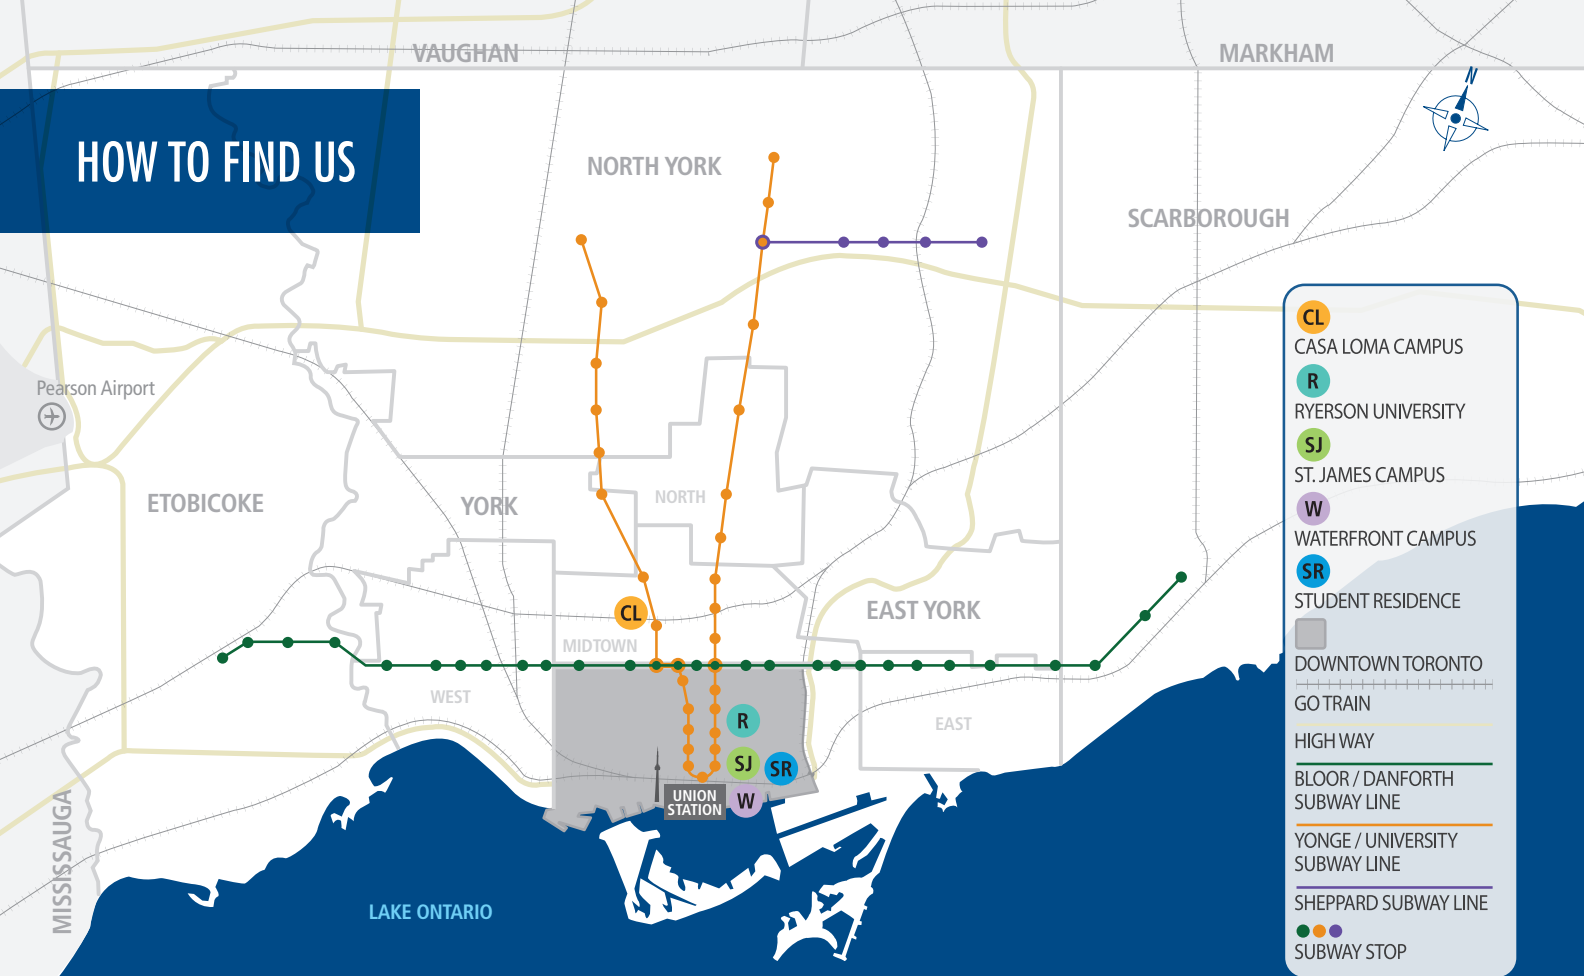 VAUGHAN
MARKHAM
N
HOW TO FIND US
NORTH YORK
SCARBOROUGH
CL
CASA LOMA CAMPUS
R
RYERSON UNIVERSITY
SJ
ST. JAMES CAMPUS
W
WATERFRONT CAMPUS
SR
STUDENT RESIDENCE
DOWNTOWN TORONTO
GO TRAIN
HIGH WAY
BLOOR / DANFORTH
SUBWAY LINE
YONGE / UNIVERSITY
SUBWAY LINE
SHEPPARD SUBWAY LINE
SUBWAY STOP
Pearson Airport
ETOBICOKE
YORK
NORTH
CL
EAST YORK
MIDTOWN
WEST
EAST
R
SJ
SR
UNION
STATION
W
MISSISSAUGA
LAKE ONTARIO